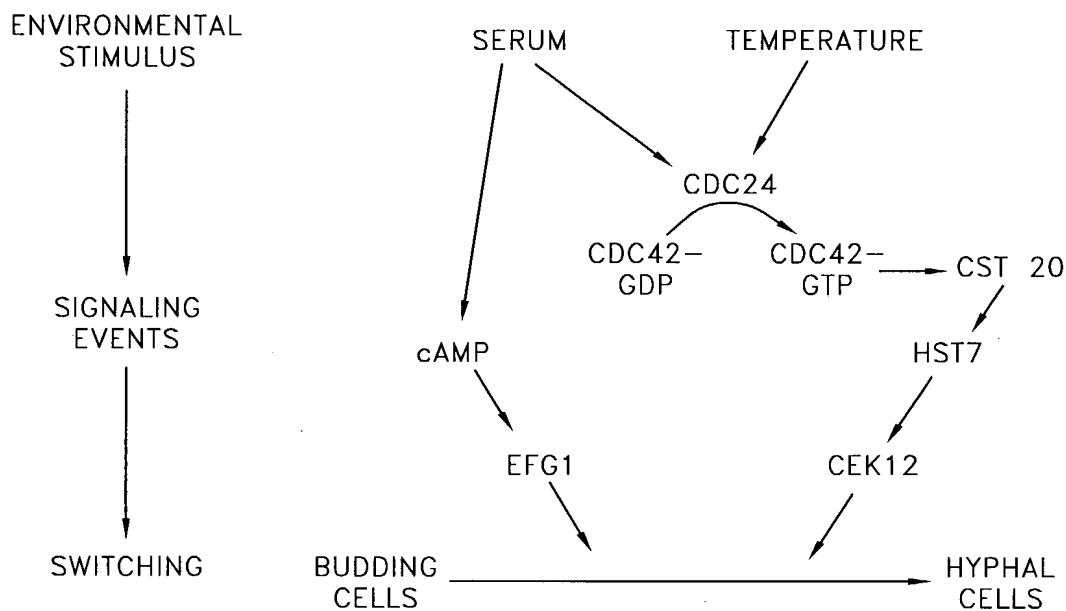 ENVIRONMENTAL
STIMULUS
SERUM
TEMPERATURE
CDC24
CDC42–
GDP
CDC42–
GTP
CST 20
SIGNALING
EVENTS
cAMP
HST7
EFG1
CEK12
SWITCHING
BUDDING
CELLS
HYPHAL
CELLS